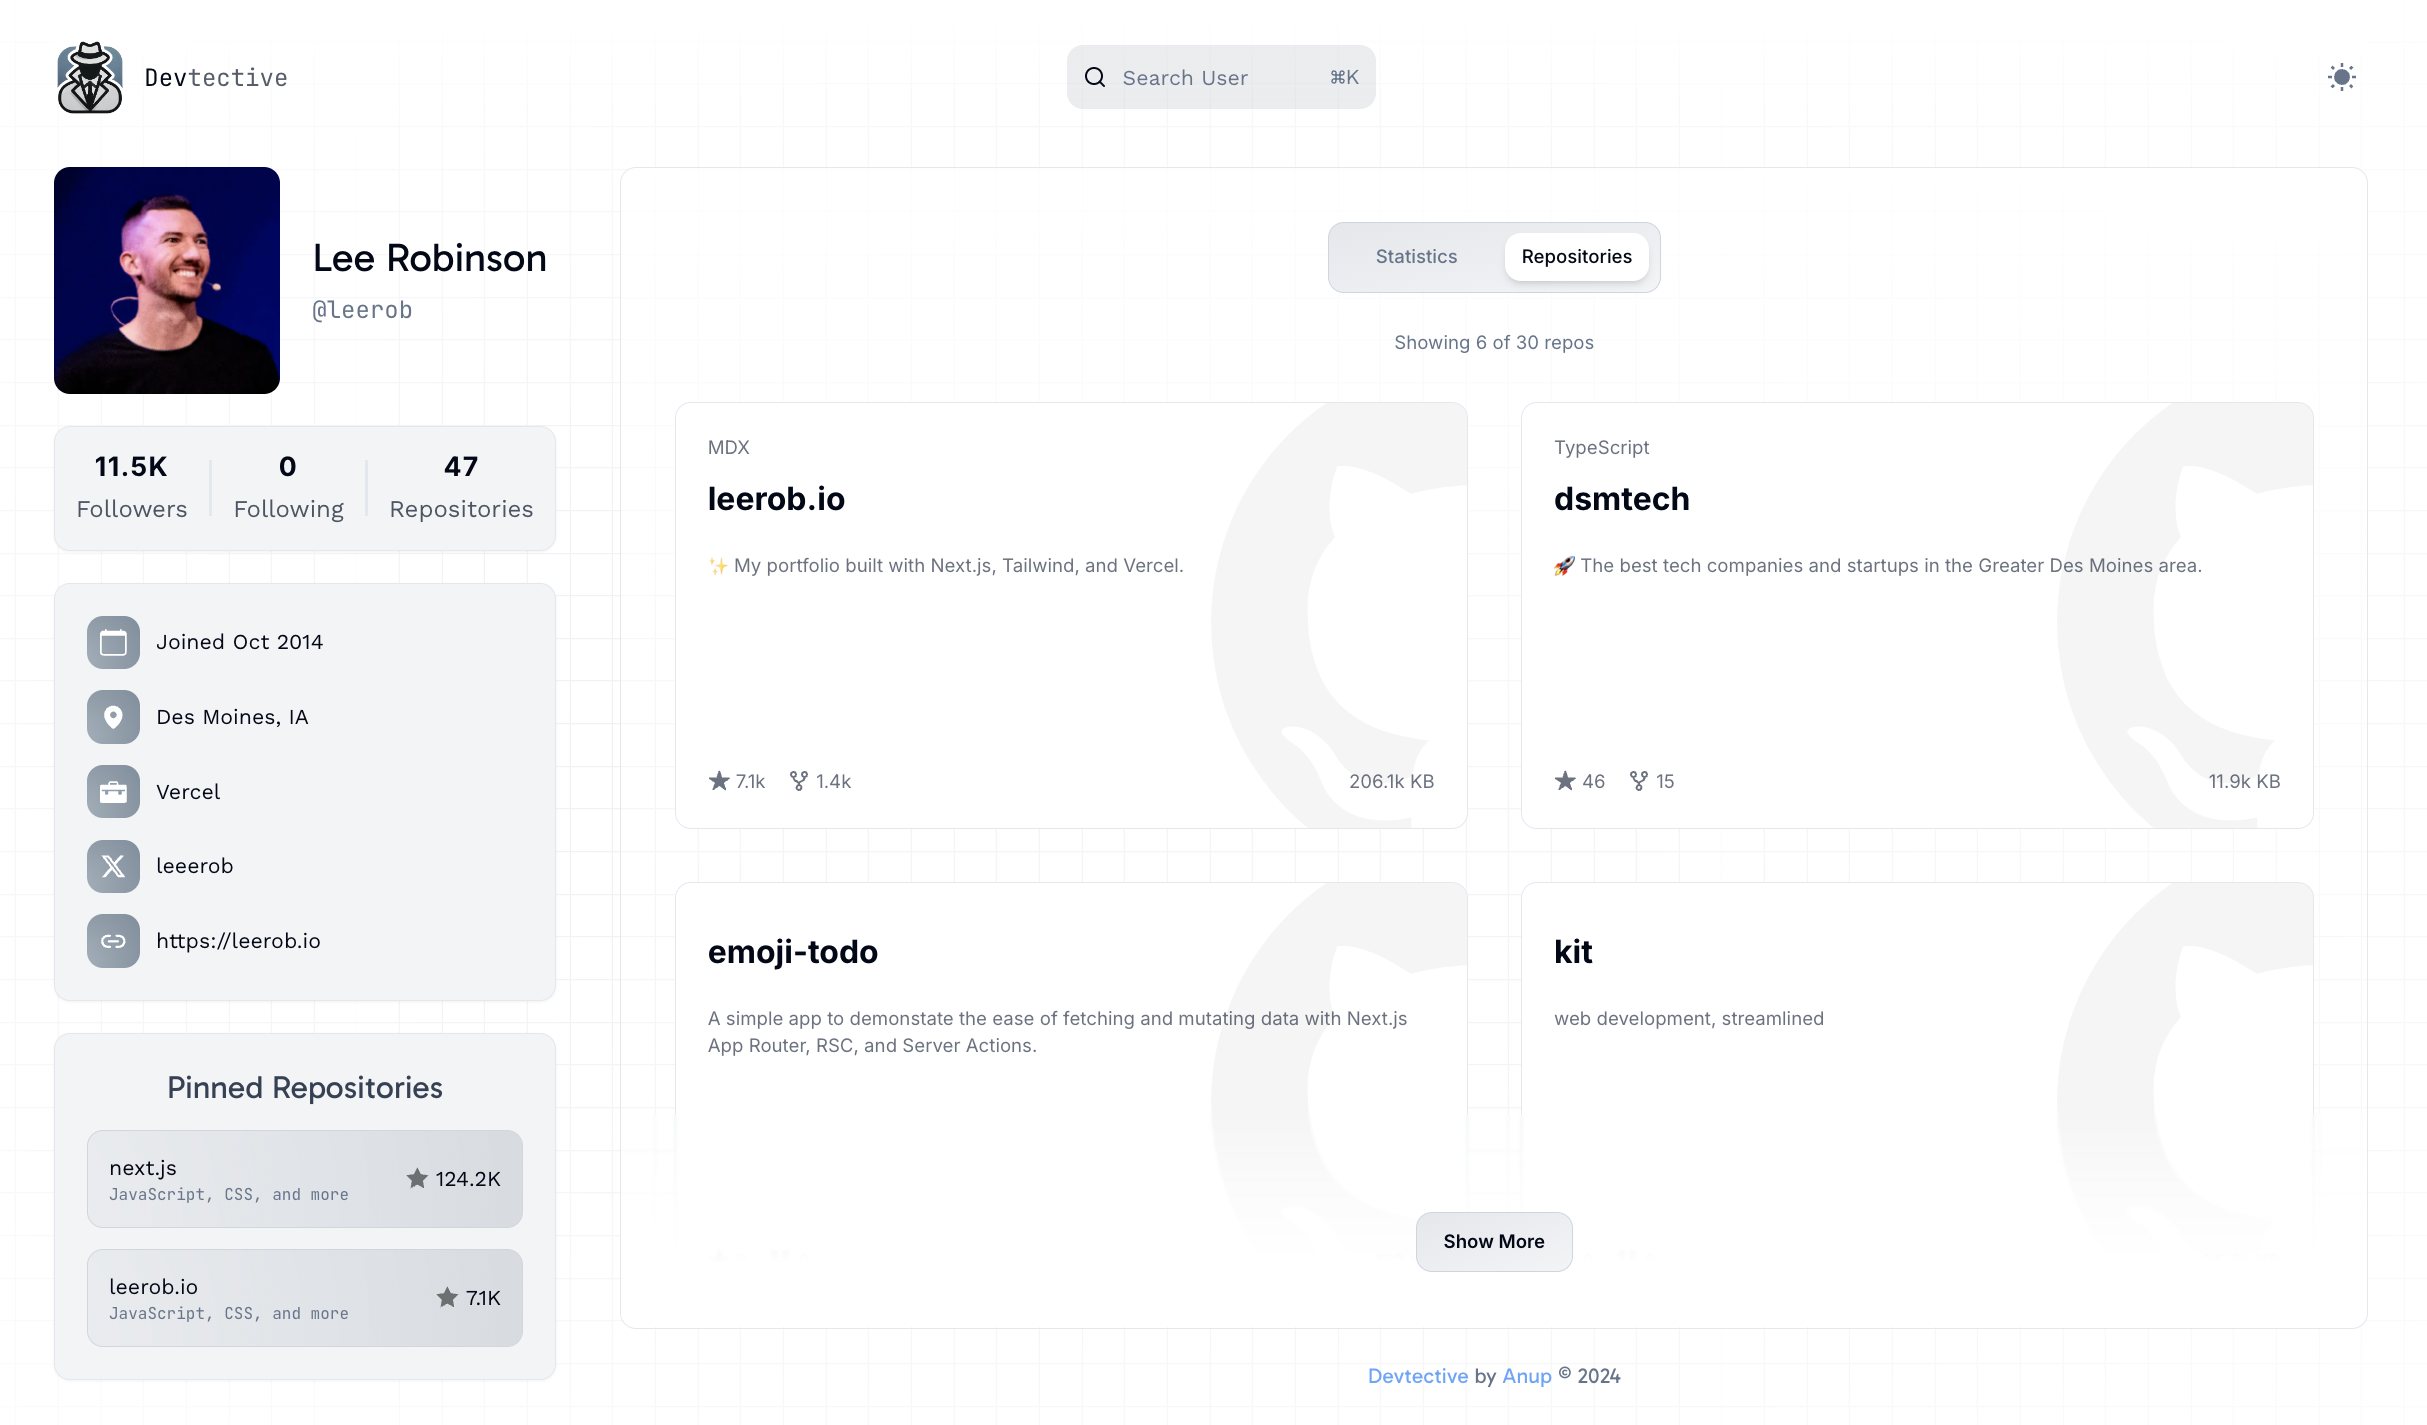 Devtective
Search User
⌘K
Lee Robinson
@leerob
11.5K
Followers
0
Following
47
Repositories
Joined Oct 2014
Des Moines, IA
Vercel
leeerob
https://leerob.io
Pinned Repositories
next.js
JavaScript, CSS, and more
124.2K
leerob.io
JavaScript, CSS, and more
7.1K
Statistics
Repositories
Showing 6 of 30 repos
MDX
leerob.io
✨ My portfolio built with Next.js, Tailwind, and Vercel.
7.1k
1.4k
206.1k KB
TypeScript
dsmtech
🚀 The best tech companies and startups in the Greater Des Moines area.
46
15
11.9k KB
emoji-todo
A simple app to demonstate the ease of fetching and mutating data with Next.js
App Router, RSC, and Server Actions.
kit
web development, streamlined
Show More
Devtective by Anup © 2024